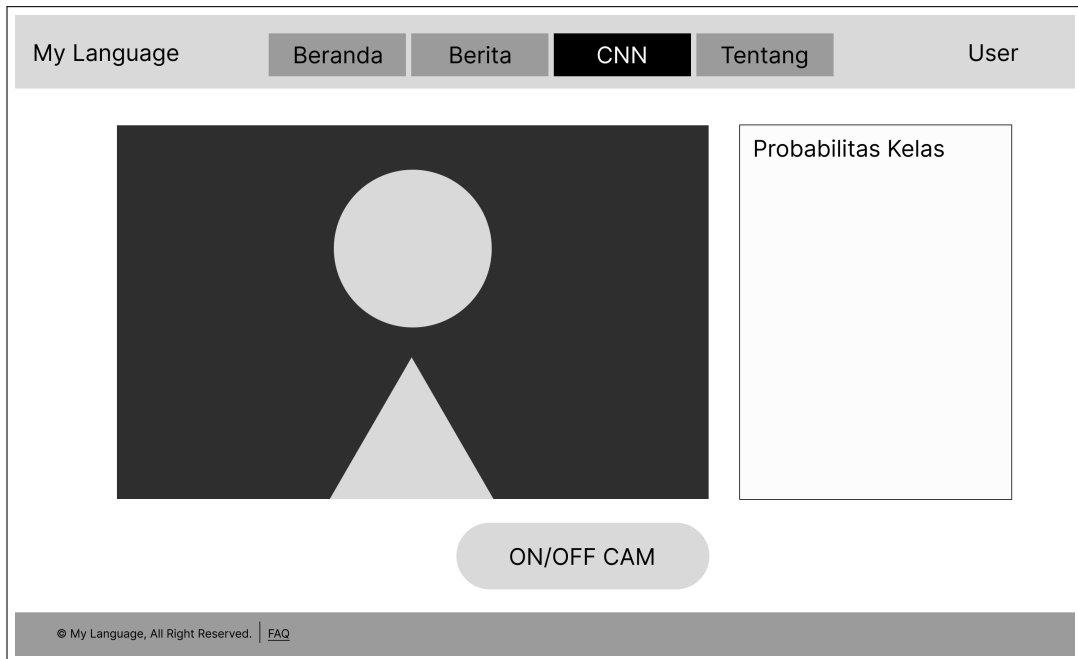 My Language
Beranda
Berita
CNN
Tentang
User
Probabilitas Kelas
ON/OFF CAM
© My Language, All Right Reserved.
FAQ